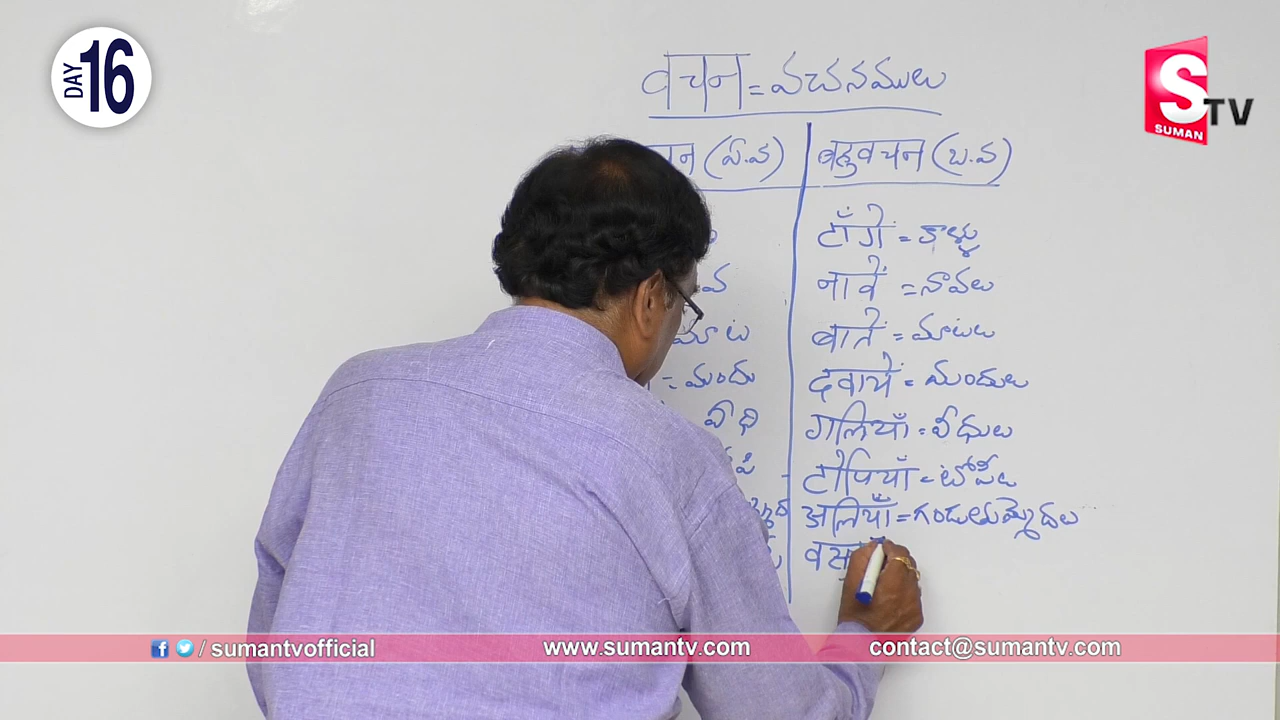 DAY 16
S TV
SUMAN
वचन = వచనములు
(ఏ.వ) बहुवचन (బ.వ)
टाँगें = కాళ్ళు
नावें = నావలు
మాట बातें = మాటలు
= మందు दवायें = మందులు
వీధి गलियाँ = వీధులు
टोपियाँ = టోపీలు
अलियाँ = గండుతుమ్మెదలు
f / sumantvofficial www.sumantv.com contact@sumantv.com